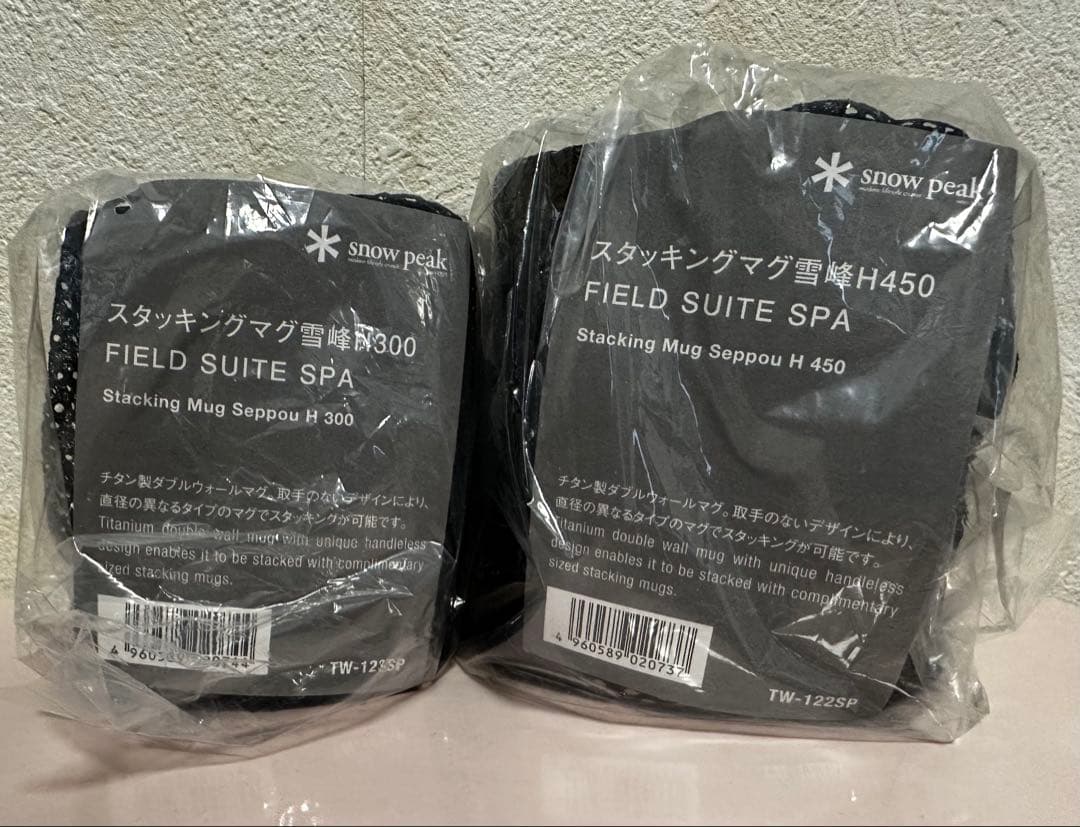 snow peak
スタッキングマグ雪峰H300
FIELD SUITE SPA
Stacking Mug Seppou H 300
チタン製ダブルウォールマグ。取手のないデザインにより、
直径の異なるタイプのマグでスタッキングが可能です。
Titanium double wall mug with unique handleless
design enables it to be stacked with complimentary
sized stacking mugs.
snow peak
スタッキングマグ雪峰H450
FIELD SUITE SPA
Stacking Mug Seppou H 450
チタン製ダブルウォールマグ。取手のないデザインにより、
直径の異なるタイプのマグでスタッキングが可能です。
Titanium double wall mug with unique handleless
design enables it to be stacked with complimentary
sized stacking mugs.
4 960589 020737
TW-122SP